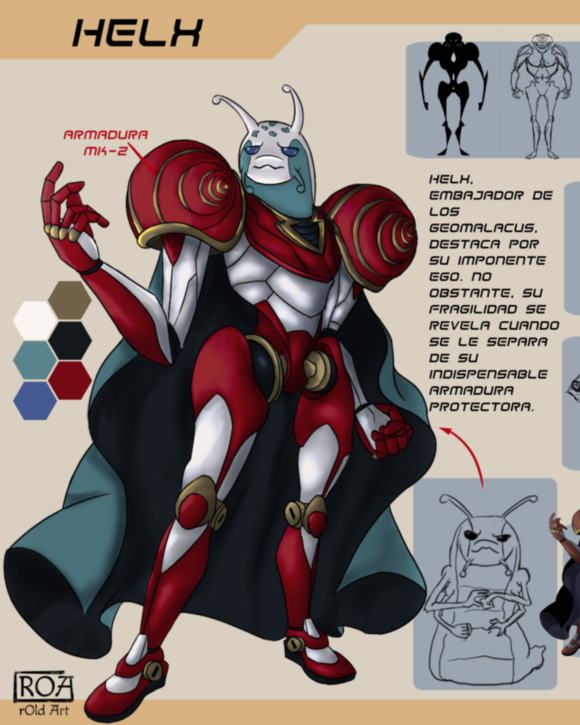 HELX
ARMADURA
MK-2
HELX,
EMBAJADOR DE
LOS
GEOMALACUS,
DESTACA POR
SU IMPONENTE
EGO. NO
OBSTANTE, SU
FRAGILIDAD SE
REVELA CUANDO
SE LE SEPARA
DE SU
INDISPENSABLE
ARMADURA
PROTECTORA.
ROA
rOld Art